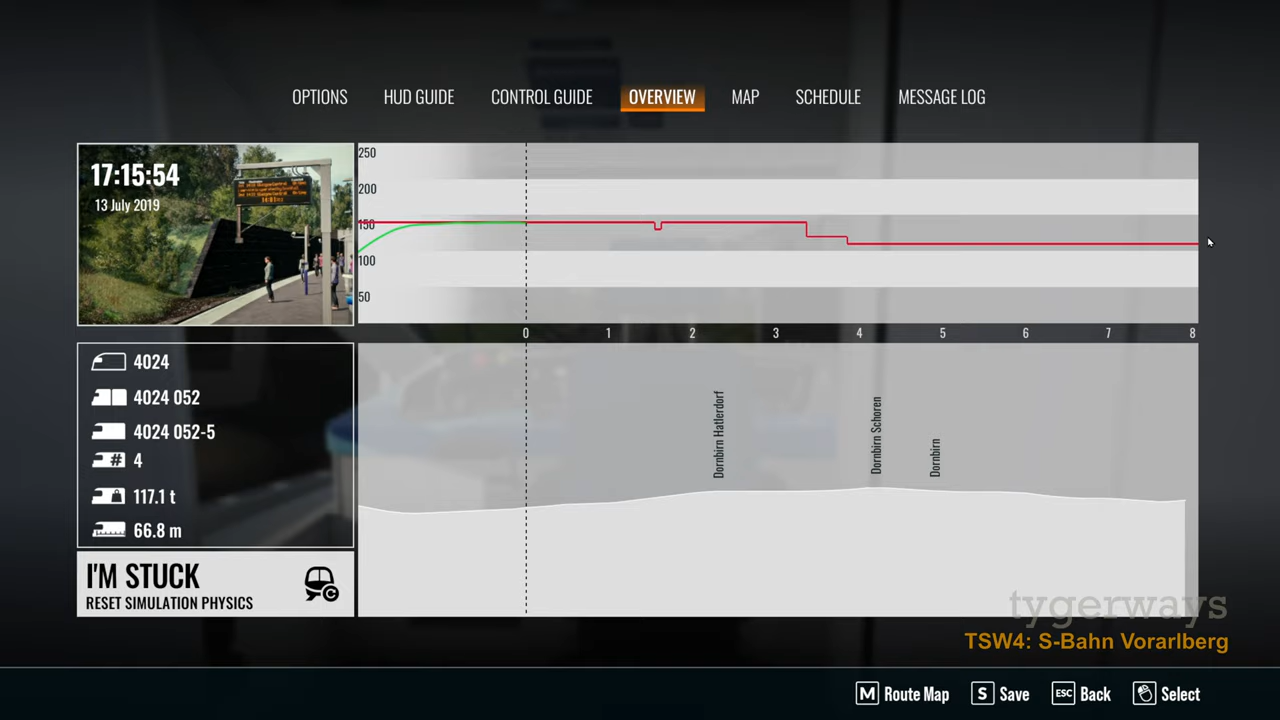 OPTIONS HUD GUIDE CONTROL GUIDE OVERVIEW MAP SCHEDULE MESSAGE LOG
17:15:54
13 July 2019
250
200
150
100
50
0 1 2 3 4 5 6 7 8
4024
4024 052
4024 052-5
# 4
117.1 t
66.8 m
Dornbirn Hatlerdorf
Dornbirn Schoren
Dornbirn
I'M STUCK
RESET SIMULATION PHYSICS
tygerways
TSW4: S-Bahn Vorarlberg
M Route Map S Save ESC Back Select